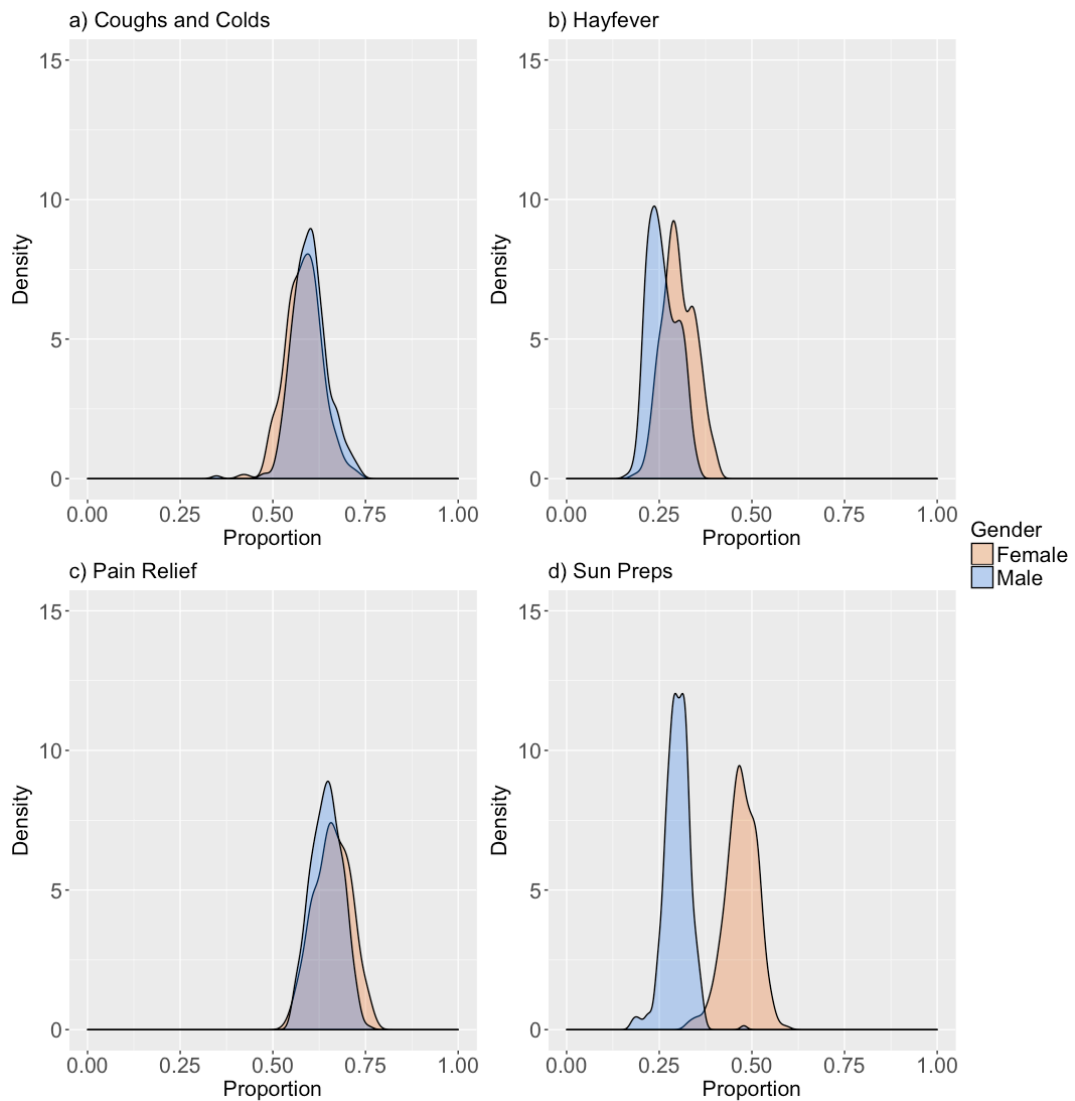 a) Coughs and Colds
15
10
5
0
Density
0.00 0.25 0.50 0.75 1.00
Proportion
b) Hayfever
15
10
5
0
Density
0.00 0.25 0.50 0.75 1.00
Proportion
c) Pain Relief
15
10
5
0
Density
0.00 0.25 0.50 0.75 1.00
Proportion
d) Sun Preps
15
10
5
0
Density
0.00 0.25 0.50 0.75 1.00
Proportion
Gender
Female
Male